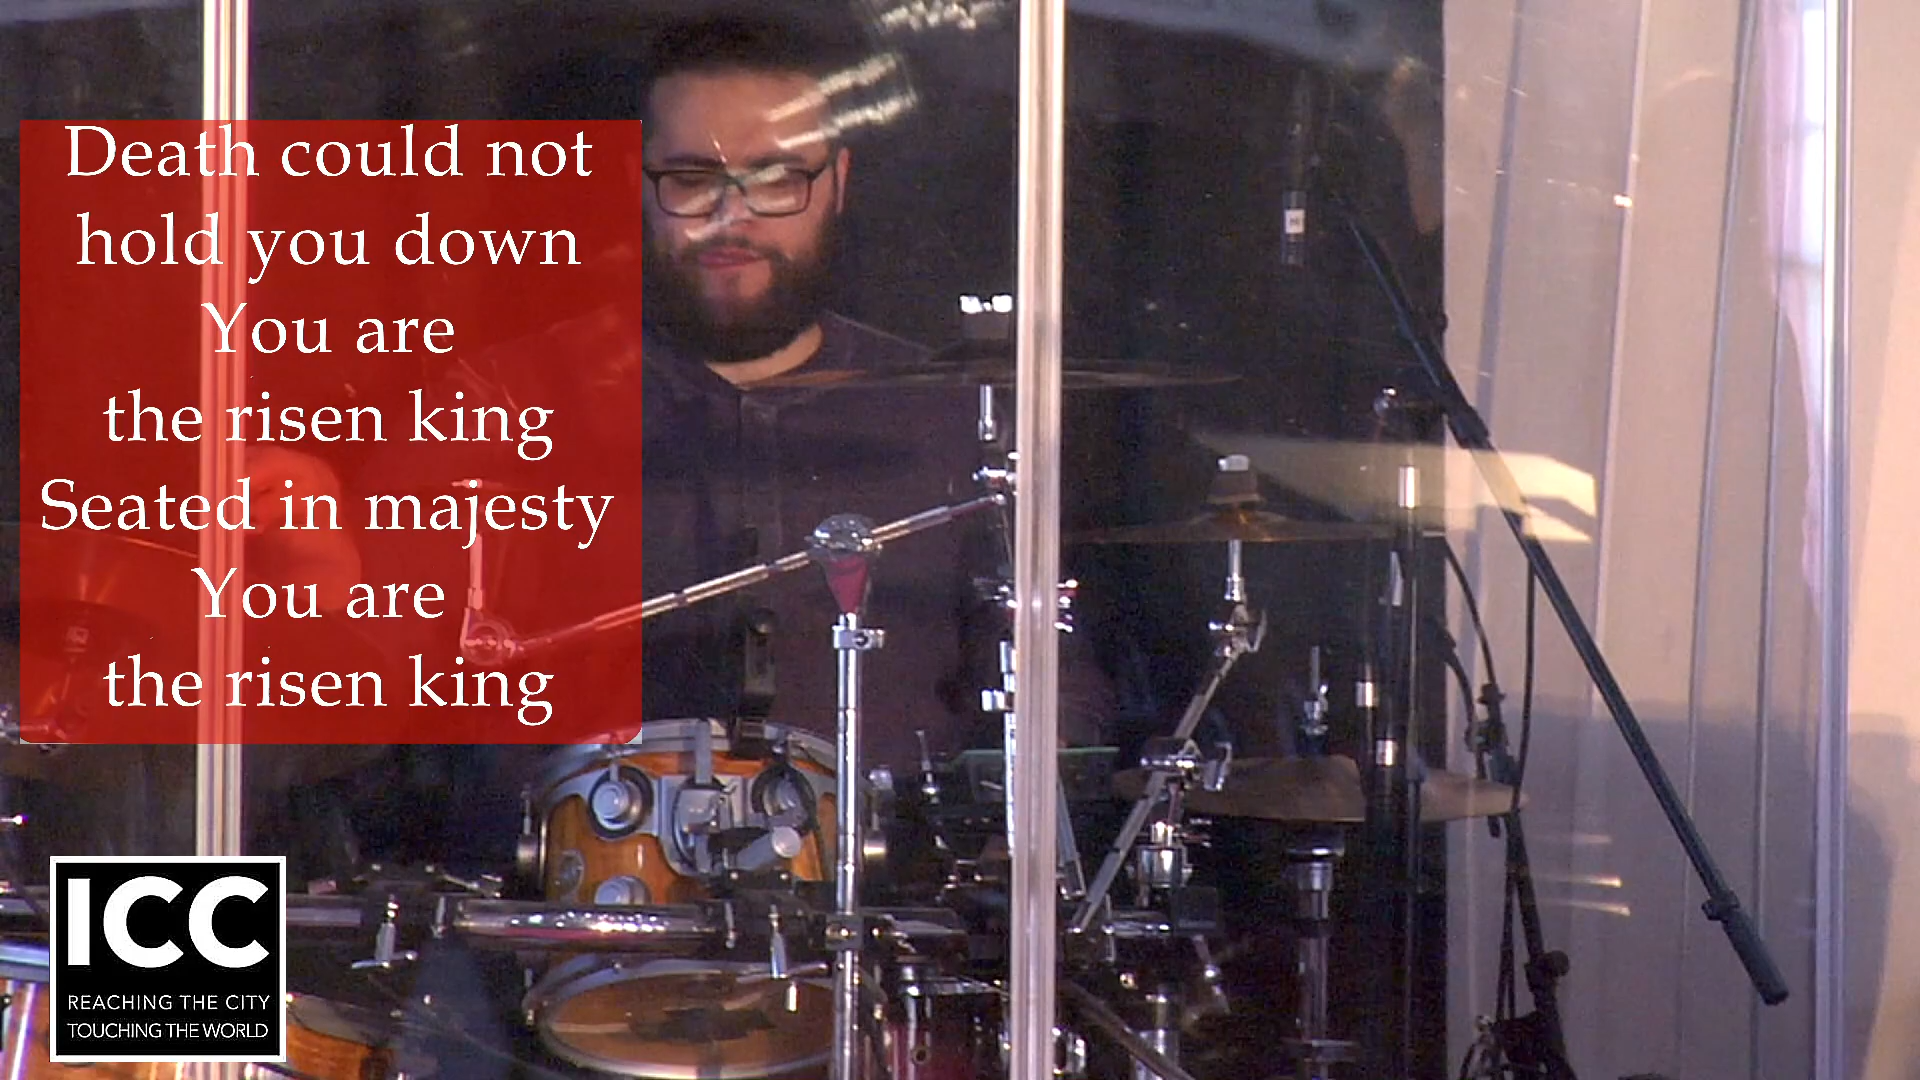 Death could not
hold you down
You are
the risen king
Seated in majesty
You are
the risen king
ICC
REACHING THE CITY
TOUCHING THE WORLD